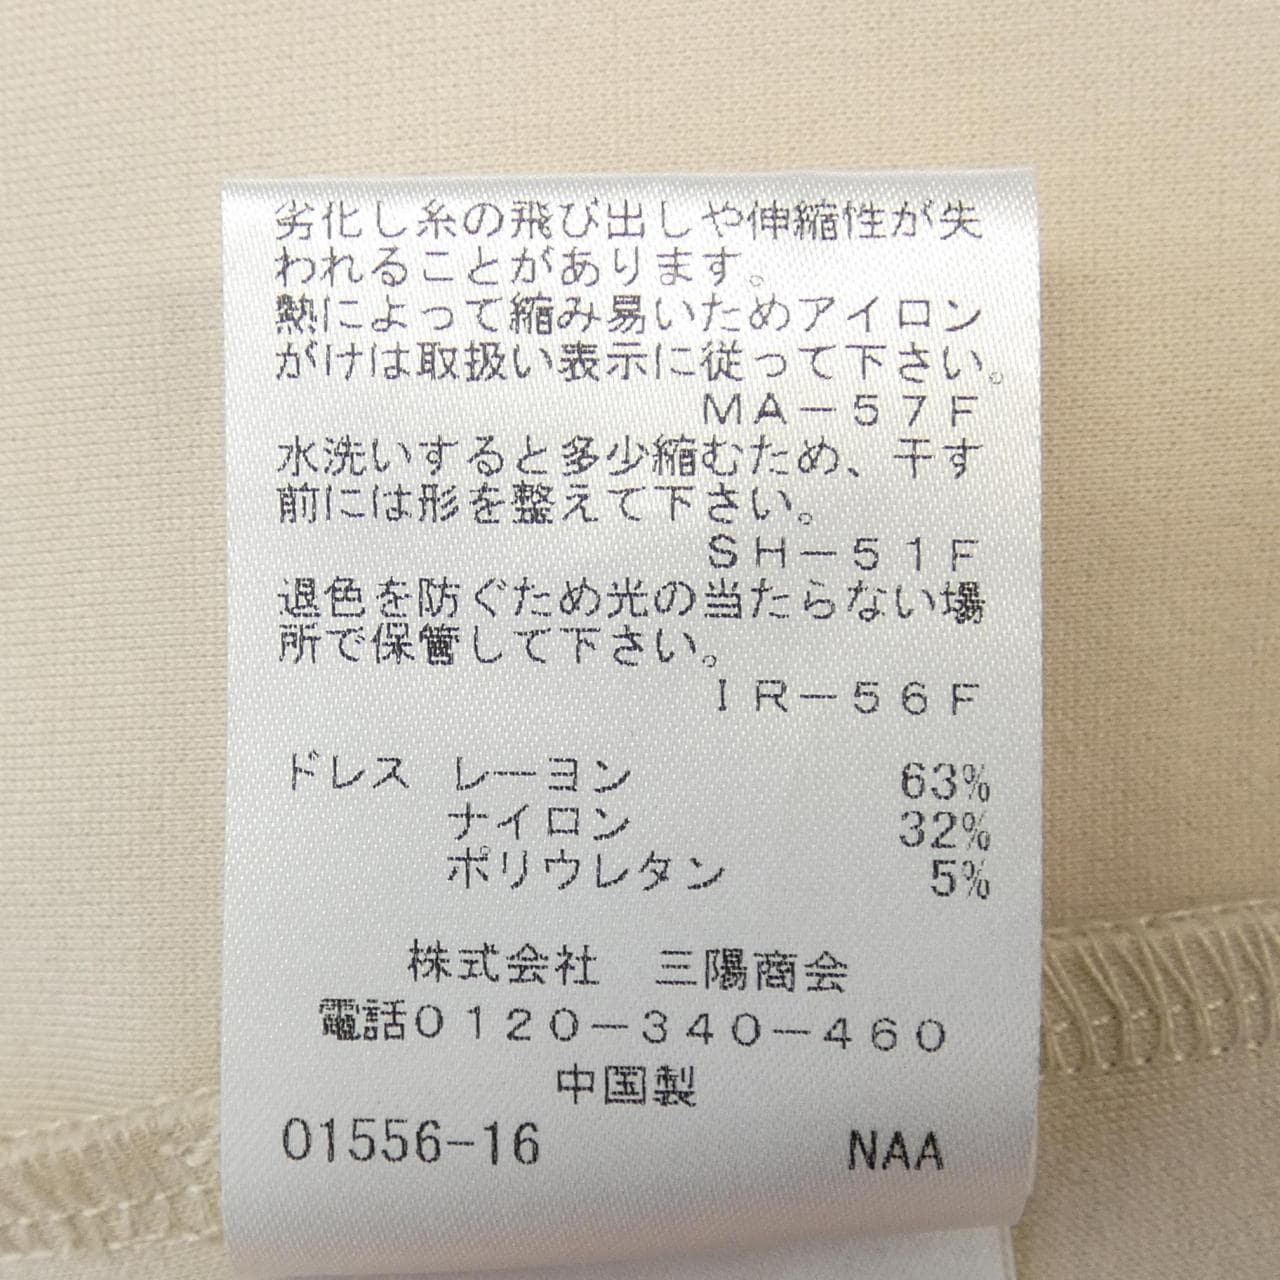 劣化し糸の飛び出しや伸縮性が失
われることがあります。
熱によって縮み易いためアイロン
がけは取扱い表示に従って下さい。
ＭＡ－５７Ｆ
水洗いすると多少縮むため、干す
前には形を整えて下さい。
ＳＨ－５１Ｆ
退色を防ぐため光の当たらない場
所で保管して下さい。
ＩＲ－５６Ｆ
ドレス レーヨン 63%
ナイロン 32%
ポリウレタン 5%
株式会社　三陽商会
電話０１２０－３４０－４６０
中国製
01556-16 NAA